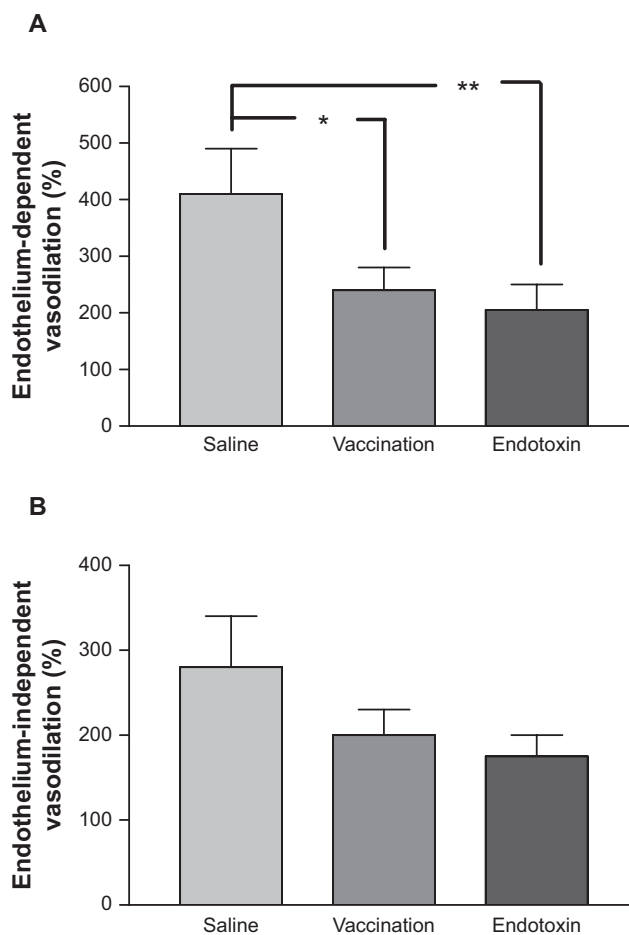 A
Endothelium-dependent
vasodilation (%)
600
500
400
300
200
100
0
*
**
Saline Vaccination Endotoxin
B
Endothelium-independent
vasodilation (%)
400
300
200
100
0
Saline Vaccination Endotoxin